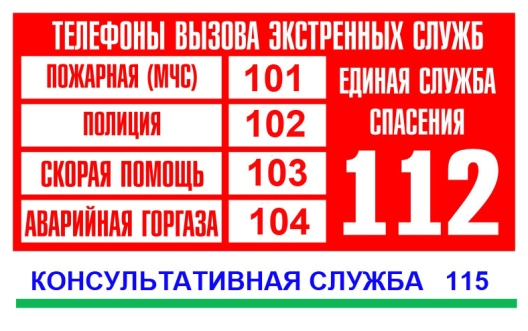 ТЕЛЕФОНЫ ВЫЗОВА ЭКСТРЕННЫХ СЛУЖБ
ПОЖАРНАЯ (МЧС) 101
ПОЛИЦИЯ 102
СКОРАЯ ПОМОЩЬ 103
АВАРИЙНАЯ ГОРГАЗА 104
ЕДИНАЯ СЛУЖБА
СПАСЕНИЯ
112
КОНСУЛЬТАТИВНАЯ СЛУЖБА 115